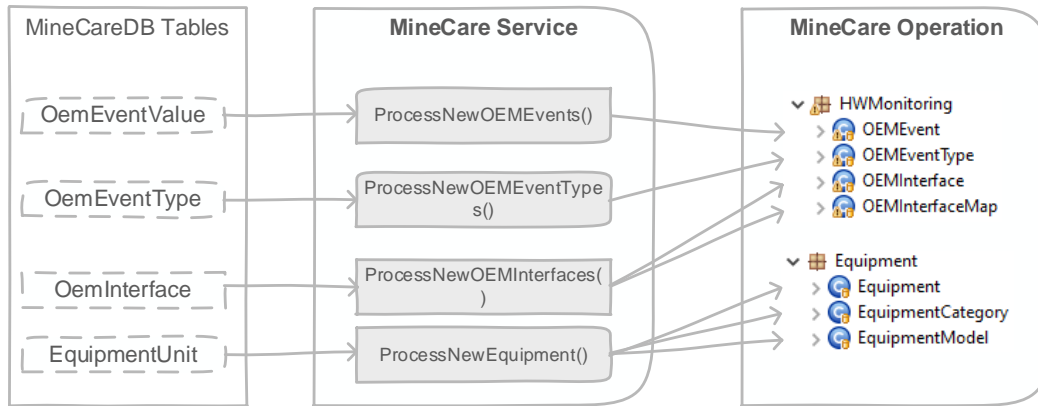 MineCareDB Tables
OemEventValue
OemEventType
OemInterface
EquipmentUnit
MineCare Service
ProcessNewOEMEvents()
ProcessNewOEMEventType
s()
ProcessNewOEMInterfaces(
)
ProcessNewEquipment()
MineCare Operation
HWMonitoring
OEMEvent
OEMEventType
OEMInterface
OEMInterfaceMap
Equipment
Equipment
EquipmentCategory
EquipmentModel